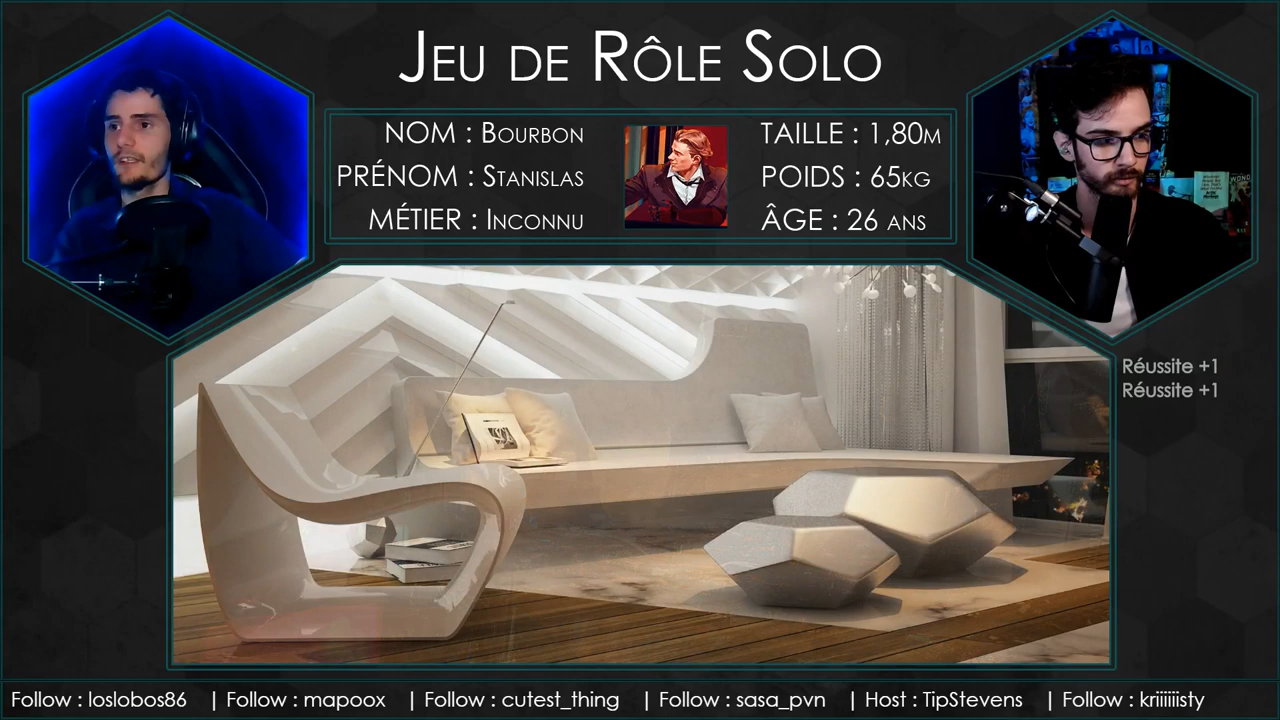 Jeu de Rôle Solo
NOM : Bourbon
PRÉNOM : Stanislas
MÉTIER : Inconnu
TAILLE : 1,80m
POIDS : 65kg
ÂGE : 26 ans
Réussite +1
Réussite +1
Follow : loslobos86 | Follow : mapoox | Follow : cutest_thing | Follow : sasa_pvn | Host : TipStevens | Follow : kriiiiiisty